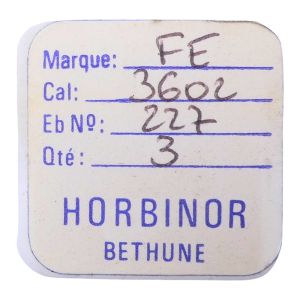 Marque: FE
Cal: 3602
Eb Nº: 227
Qté: 3
HORBINOR
BETHUNE